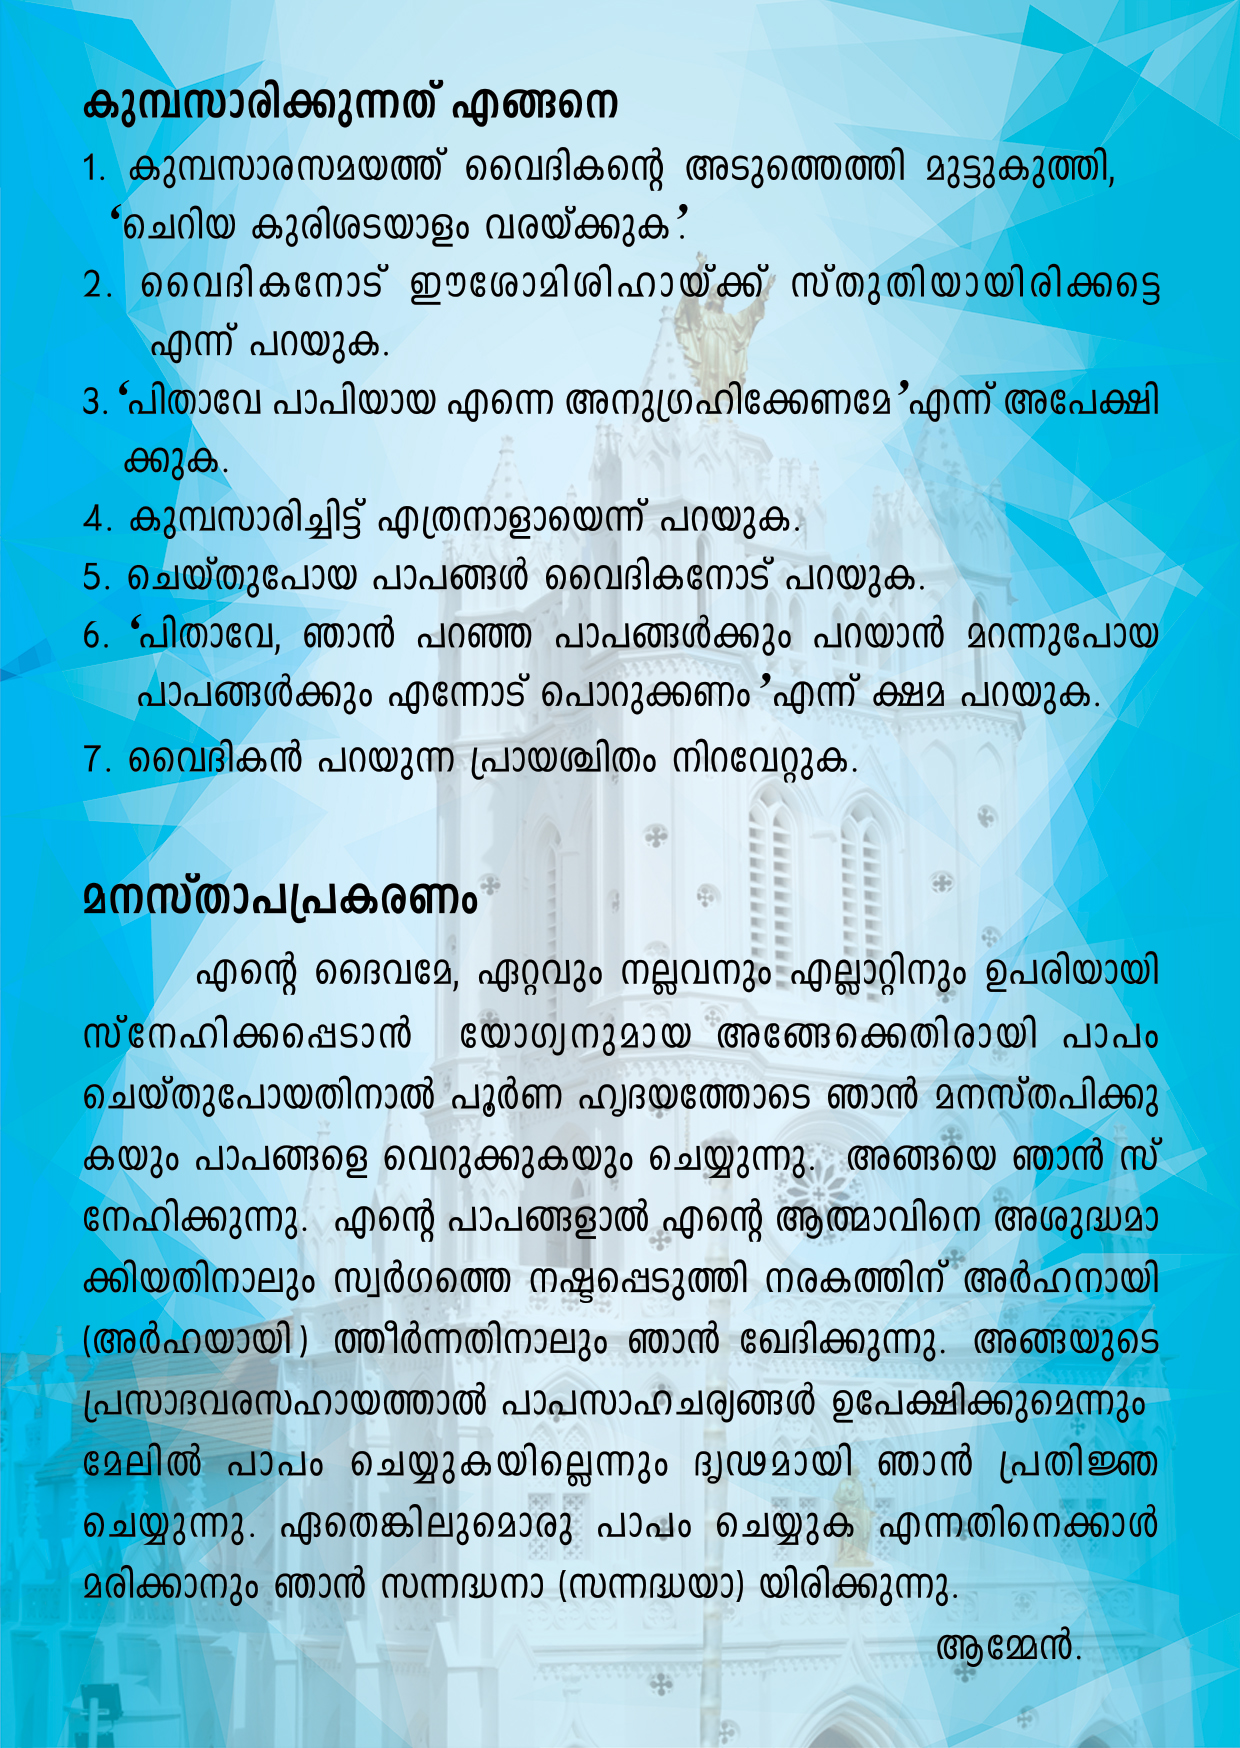 കുമ്പസാരിക്കുന്നത് എങ്ങനെ
1. കുമ്പസാരസമയത്ത് വൈദികന്റെ അടുത്തെത്തി മുട്ടുകുത്തി,
‘ചെറിയ കുരിശടയാളം വരയ്ക്കുക’.
2. വൈദികനോട് ഈശോമിശിഹായ്ക്ക് സ്തുതിയായിരിക്കട്ടെ
എന്ന് പറയുക.
3. ‘പിതാവേ പാപിയായ എന്നെ അനുഗ്രഹിക്കേണമേ’ എന്ന് അപേക്ഷി
ക്കുക.
4. കുമ്പസാരിച്ചിട്ട് എത്രനാളായെന്ന് പറയുക.
5. ചെയ്തുപോയ പാപങ്ങൾ വൈദികനോട് പറയുക.
6. ‘പിതാവേ, ഞാൻ പറഞ്ഞ പാപങ്ങൾക്കും പറയാൻ മറന്നുപോയ
പാപങ്ങൾക്കും എന്നോട് പൊറുക്കണം’ എന്ന് ക്ഷമ പറയുക.
7. വൈദികൻ പറയുന്ന പ്രായശ്ചിതം നിറവേറ്റുക.
മനസ്താപപ്രകരണം
എന്റെ ദൈവമേ, ഏറ്റവും നല്ലവനും എല്ലാറ്റിനും ഉപരിയായി
സ്നേഹിക്കപ്പെടാൻ യോഗ്യനുമായ അങ്ങേക്കെതിരായി പാപം
ചെയ്തുപോയതിനാൽ പൂർണ ഹൃദയത്തോടെ ഞാൻ മനസ്തപിക്കു
കയും പാപങ്ങളെ വെറുക്കുകയും ചെയ്യുന്നു. അങ്ങയെ ഞാൻ സ്
നേഹിക്കുന്നു. എന്റെ പാപങ്ങളാൽ എന്റെ ആത്മാവിനെ അശുദ്ധമാ
ക്കിയതിനാലും സ്വർഗത്തെ നഷ്ടപ്പെടുത്തി നരകത്തിന് അർഹനായി
(അർഹയായി) ത്തീർന്നതിനാലും ഞാൻ ഖേദിക്കുന്നു. അങ്ങയുടെ
പ്രസാദവരസഹായത്താൽ പാപസാഹചര്യങ്ങൾ ഉപേക്ഷിക്കുമെന്നും
മേലിൽ പാപം ചെയ്യുകയില്ലെന്നും ദൃഢമായി ഞാൻ പ്രതിജ്ഞ
ചെയ്യുന്നു. ഏതെങ്കിലുമൊരു പാപം ചെയ്യുക എന്നതിനെക്കാൾ
മരിക്കാനും ഞാൻ സന്നദ്ധനാ (സന്നദ്ധയാ) യിരിക്കുന്നു.
ആമ്മേൻ.